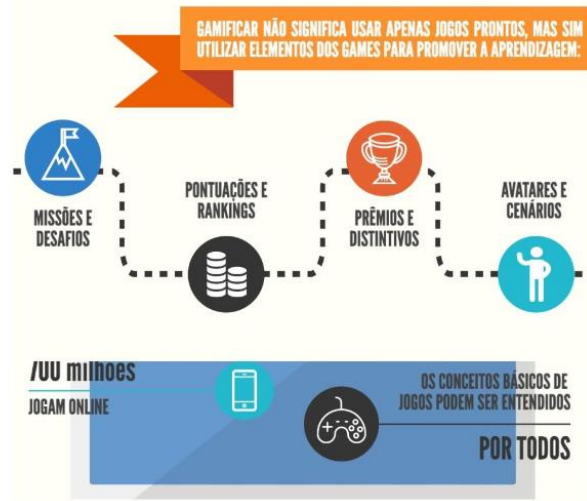 GAMIFICAR NÃO SIGNIFICA USAR APENAS JOGOS PRONTOS, MAS SIM
UTILIZAR ELEMENTOS DOS GAMES PARA PROMOVER A APRENDIZAGEM:
MISSÕES E
DESAFIOS
PONTUAÇÕES E
RANKINGS
PRÊMIOS E
DISTINTIVOS
AVATARES E
CENÁRIOS
700 milhões
JOGAM ONLINE
OS CONCEITOS BÁSICOS DE
JOGOS PODEM SER ENTENDIDOS
POR TODOS